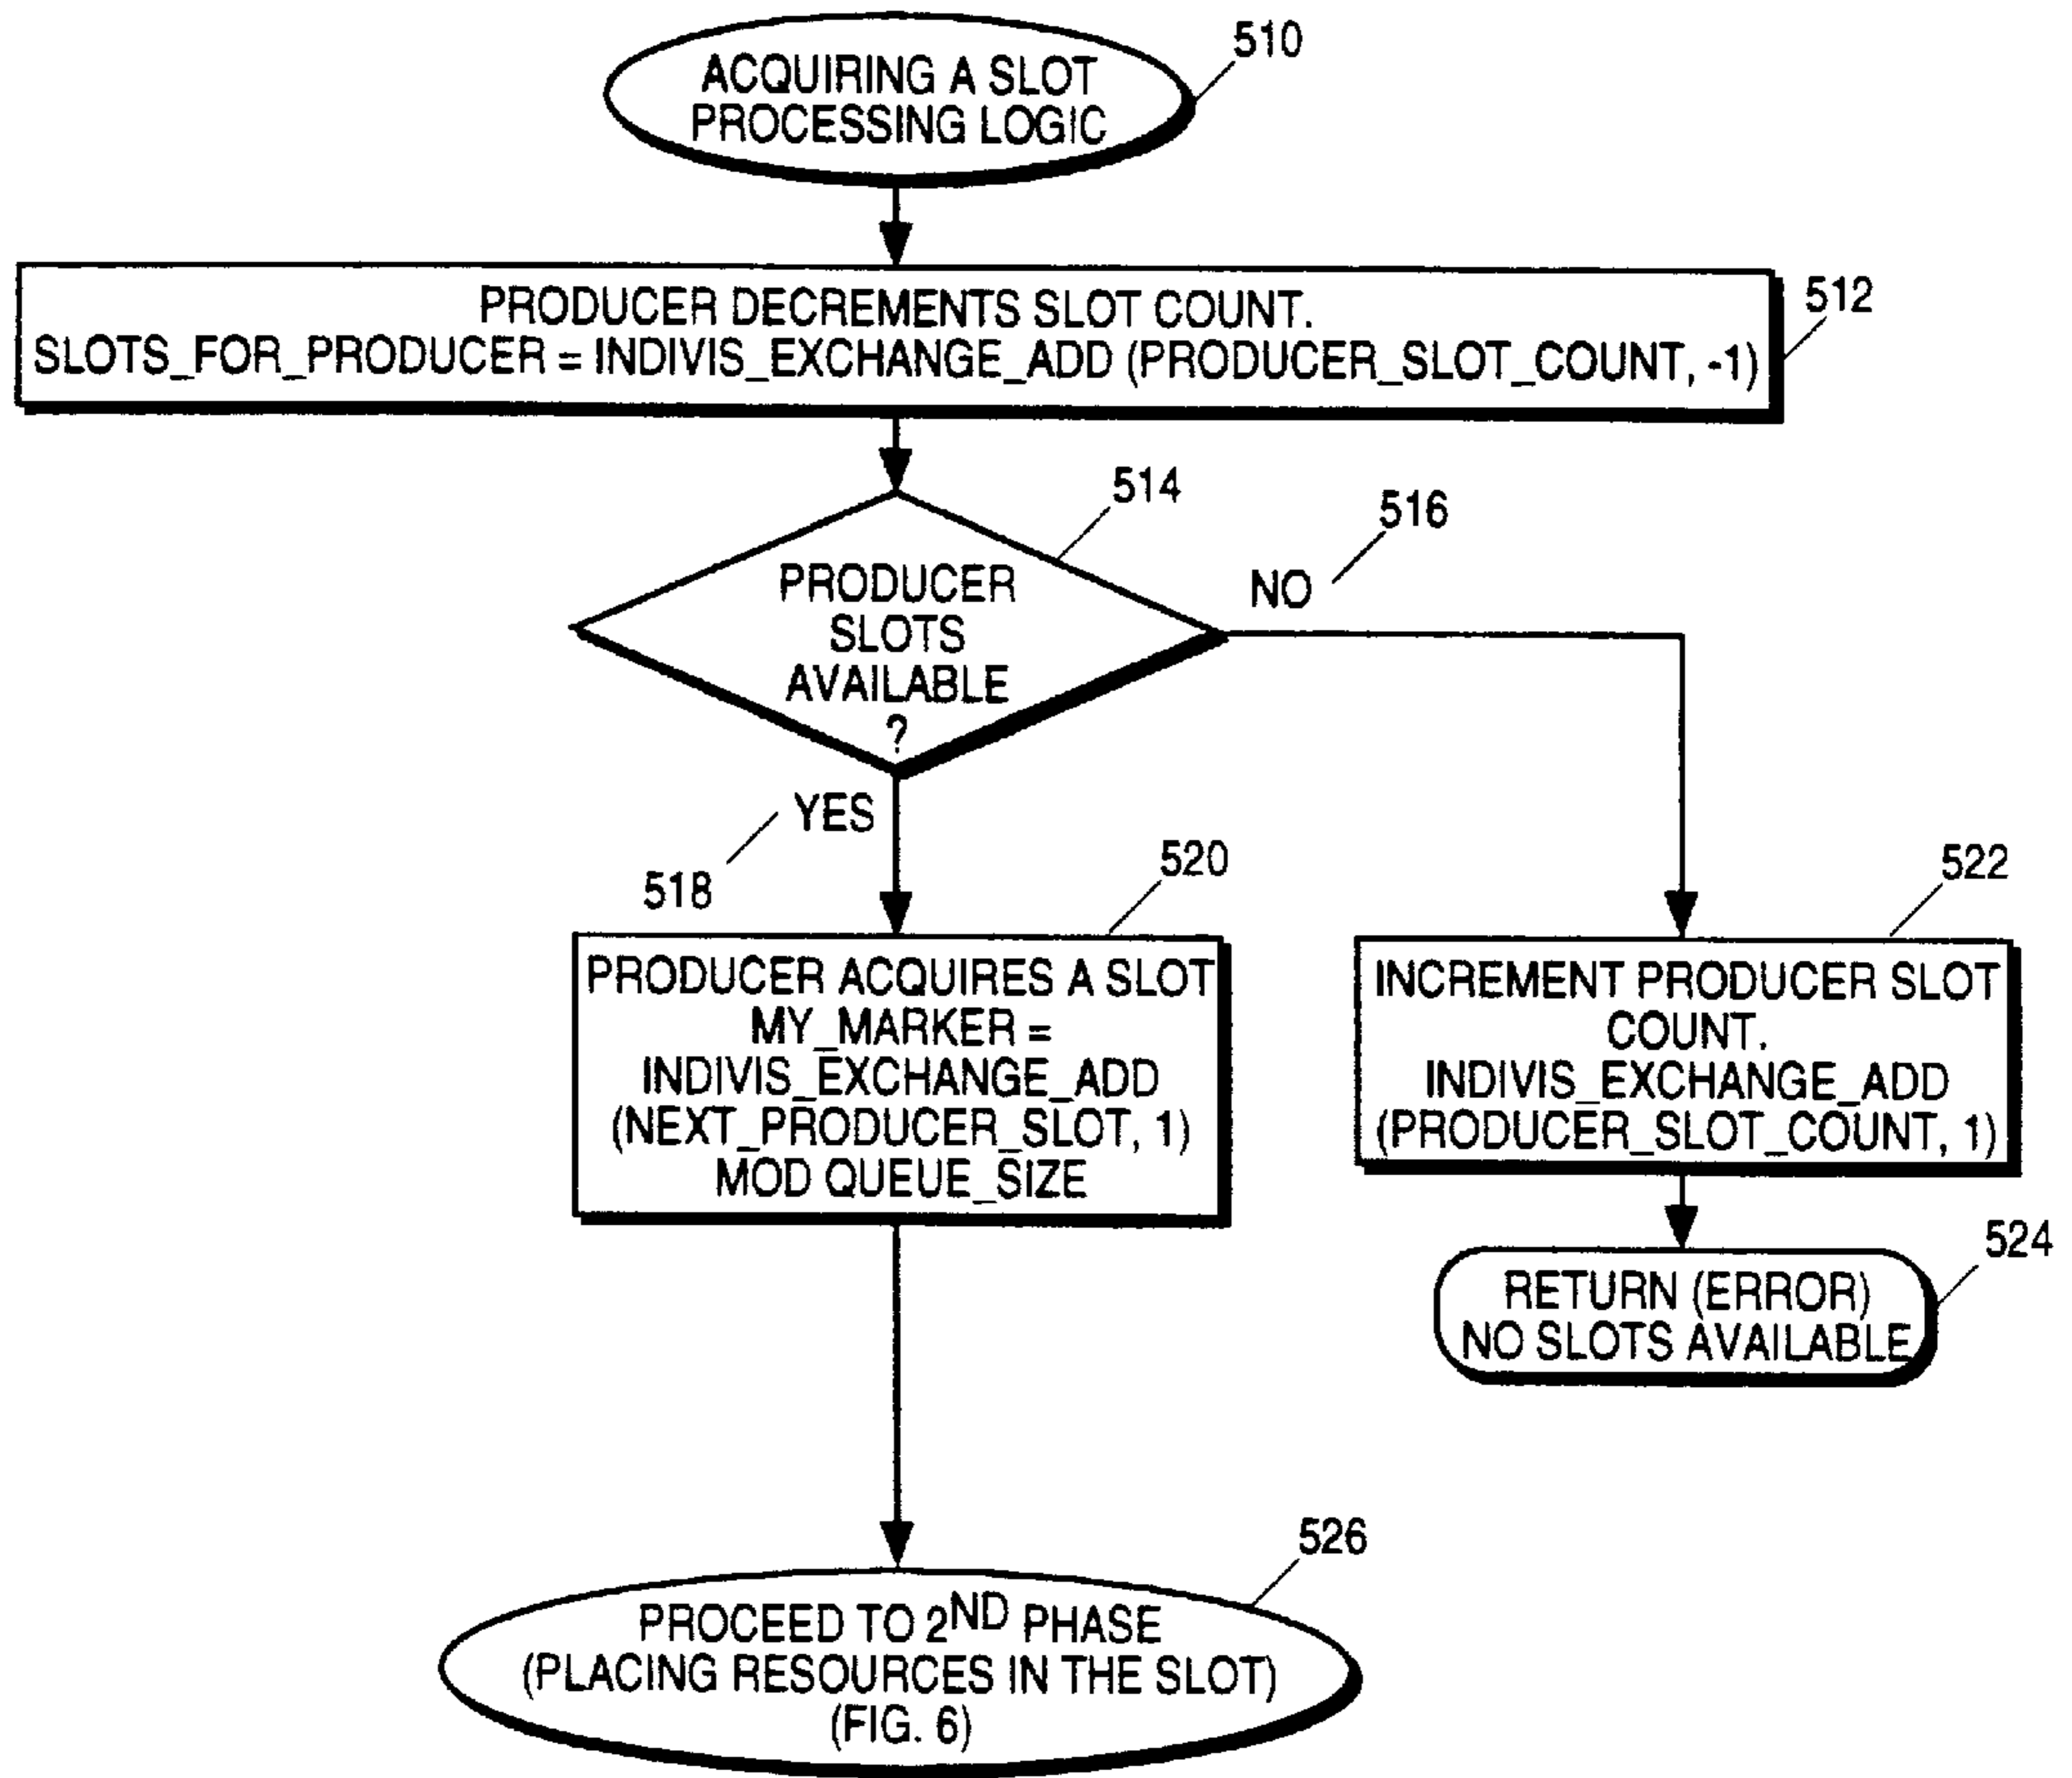 510
ACQUIRING A SLOT
PROCESSING LOGIC
512
PRODUCER DECREMENTS SLOT COUNT.
SLOTS_FOR_PRODUCER = INDIVIS_EXCHANGE_ADD (PRODUCER_SLOT_COUNT, -1)
514
516
PRODUCER
SLOTS
AVAILABLE
?
NO
YES
518
520
PRODUCER ACQUIRES A SLOT
MY_MARKER =
INDIVIS_EXCHANGE_ADD
(NEXT_PRODUCER_SLOT, 1)
MOD QUEUE_SIZE
522
INCREMENT PRODUCER SLOT
COUNT.
INDIVIS_EXCHANGE_ADD
(PRODUCER_SLOT_COUNT, 1)
524
RETURN (ERROR)
NO SLOTS AVAILABLE
526
PROCEED TO 2ND PHASE
(PLACING RESOURCES IN THE SLOT)
(FIG. 6)